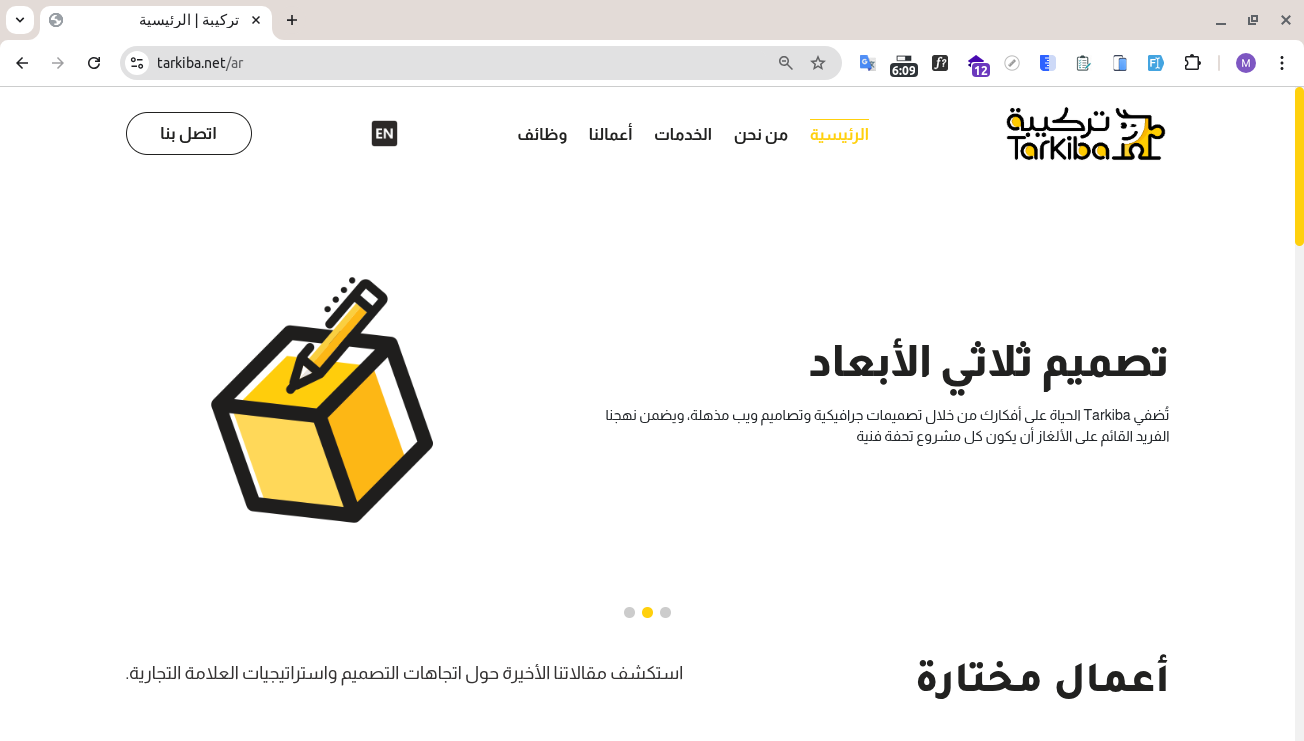 تركيبة | الرئيسية
tarkiba.net/ar
6:09
f?
12
M
تركيبة
Tarkiba
الرئيسية
من نحن
الخدمات
أعمالنا
وظائف
EN
اتصل بنا
تصميم ثلاثي الأبعاد
تُضفي Tarkiba الحياة على أفكارك من خلال تصميمات جرافيكية وتصاميم ويب مذهلة، ويضمن نهجنا
الفريد القائم على الألغاز أن يكون كل مشروع تحفة فنية
أعمال مختارة
استكشف مقالاتنا الأخيرة حول اتجاهات التصميم واستراتيجيات العلامة التجارية.